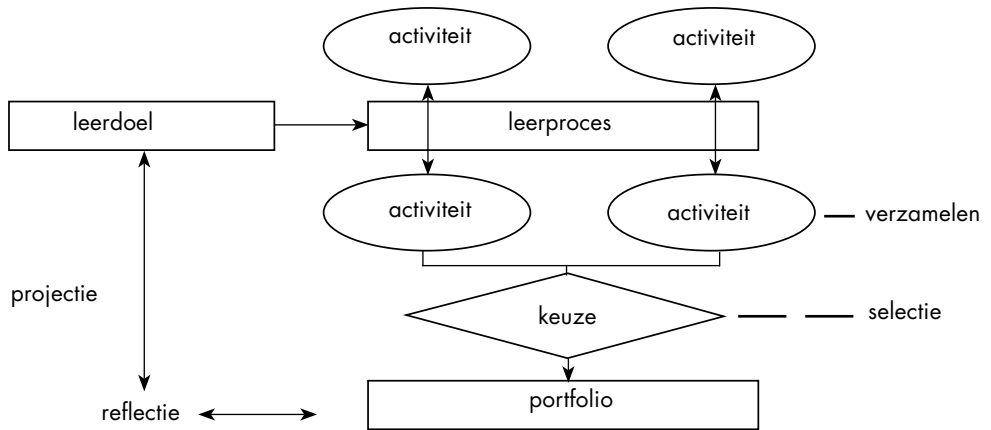 activiteit
activiteit
leerdoel
leerproces
activiteit
activiteit
verzamelen
projectie
keuze
selectie
portfolio
reflectie